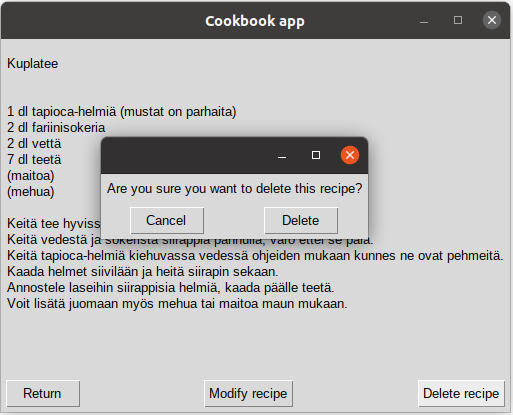 Cookbook app
Kuplatee
1 dl tapioca-helmiä (mustat on parhaita)
2 dl fariinisokeria
2 dl vettä
7 dl teetä
(maitoa)
(mehua)
Are you sure you want to delete this recipe?
Cancel
Delete
Keitä tee
Keitä vedestä ja sokerista siirappia pannulla, varo ettei se pala.
Keitä tapioca-helmiä kiehuvassa vedessä ohjeiden mukaan kunnes ne ovat pehmeitä.
Kaada helmet siivilään ja heitä siirapin sekaan.
Annostele laseihin siirappisia helmiä, kaada päälle teetä.
Voit lisätä juomaan myös mehua tai maitoa maun mukaan.
Return
Modify recipe
Delete recipe